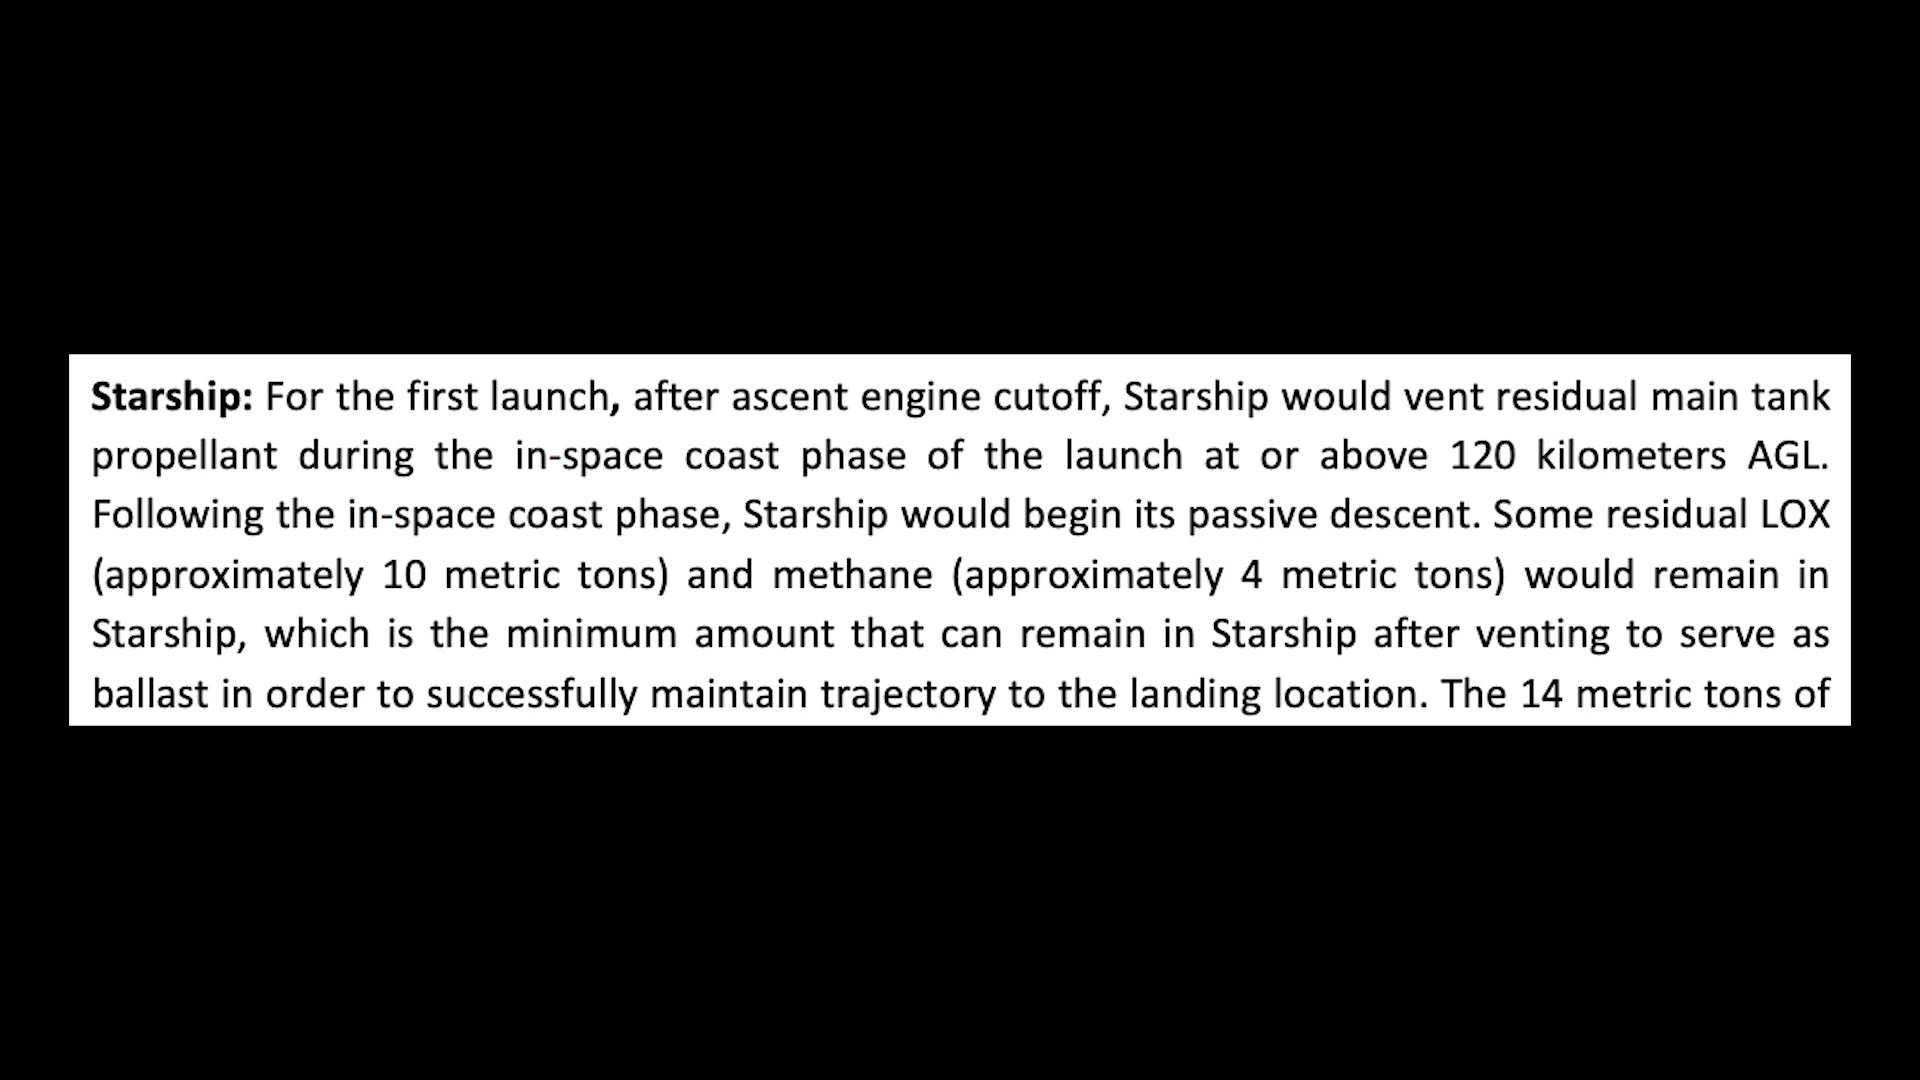 Starship: For the first launch, after ascent engine cutoff, Starship would vent residual main tank
propellant during the in-space coast phase of the launch at or above 120 kilometers AGL.
Following the in-space coast phase, Starship would begin its passive descent. Some residual LOX
(approximately 10 metric tons) and methane (approximately 4 metric tons) would remain in
Starship, which is the minimum amount that can remain in Starship after venting to serve as
ballast in order to successfully maintain trajectory to the landing location. The 14 metric tons of